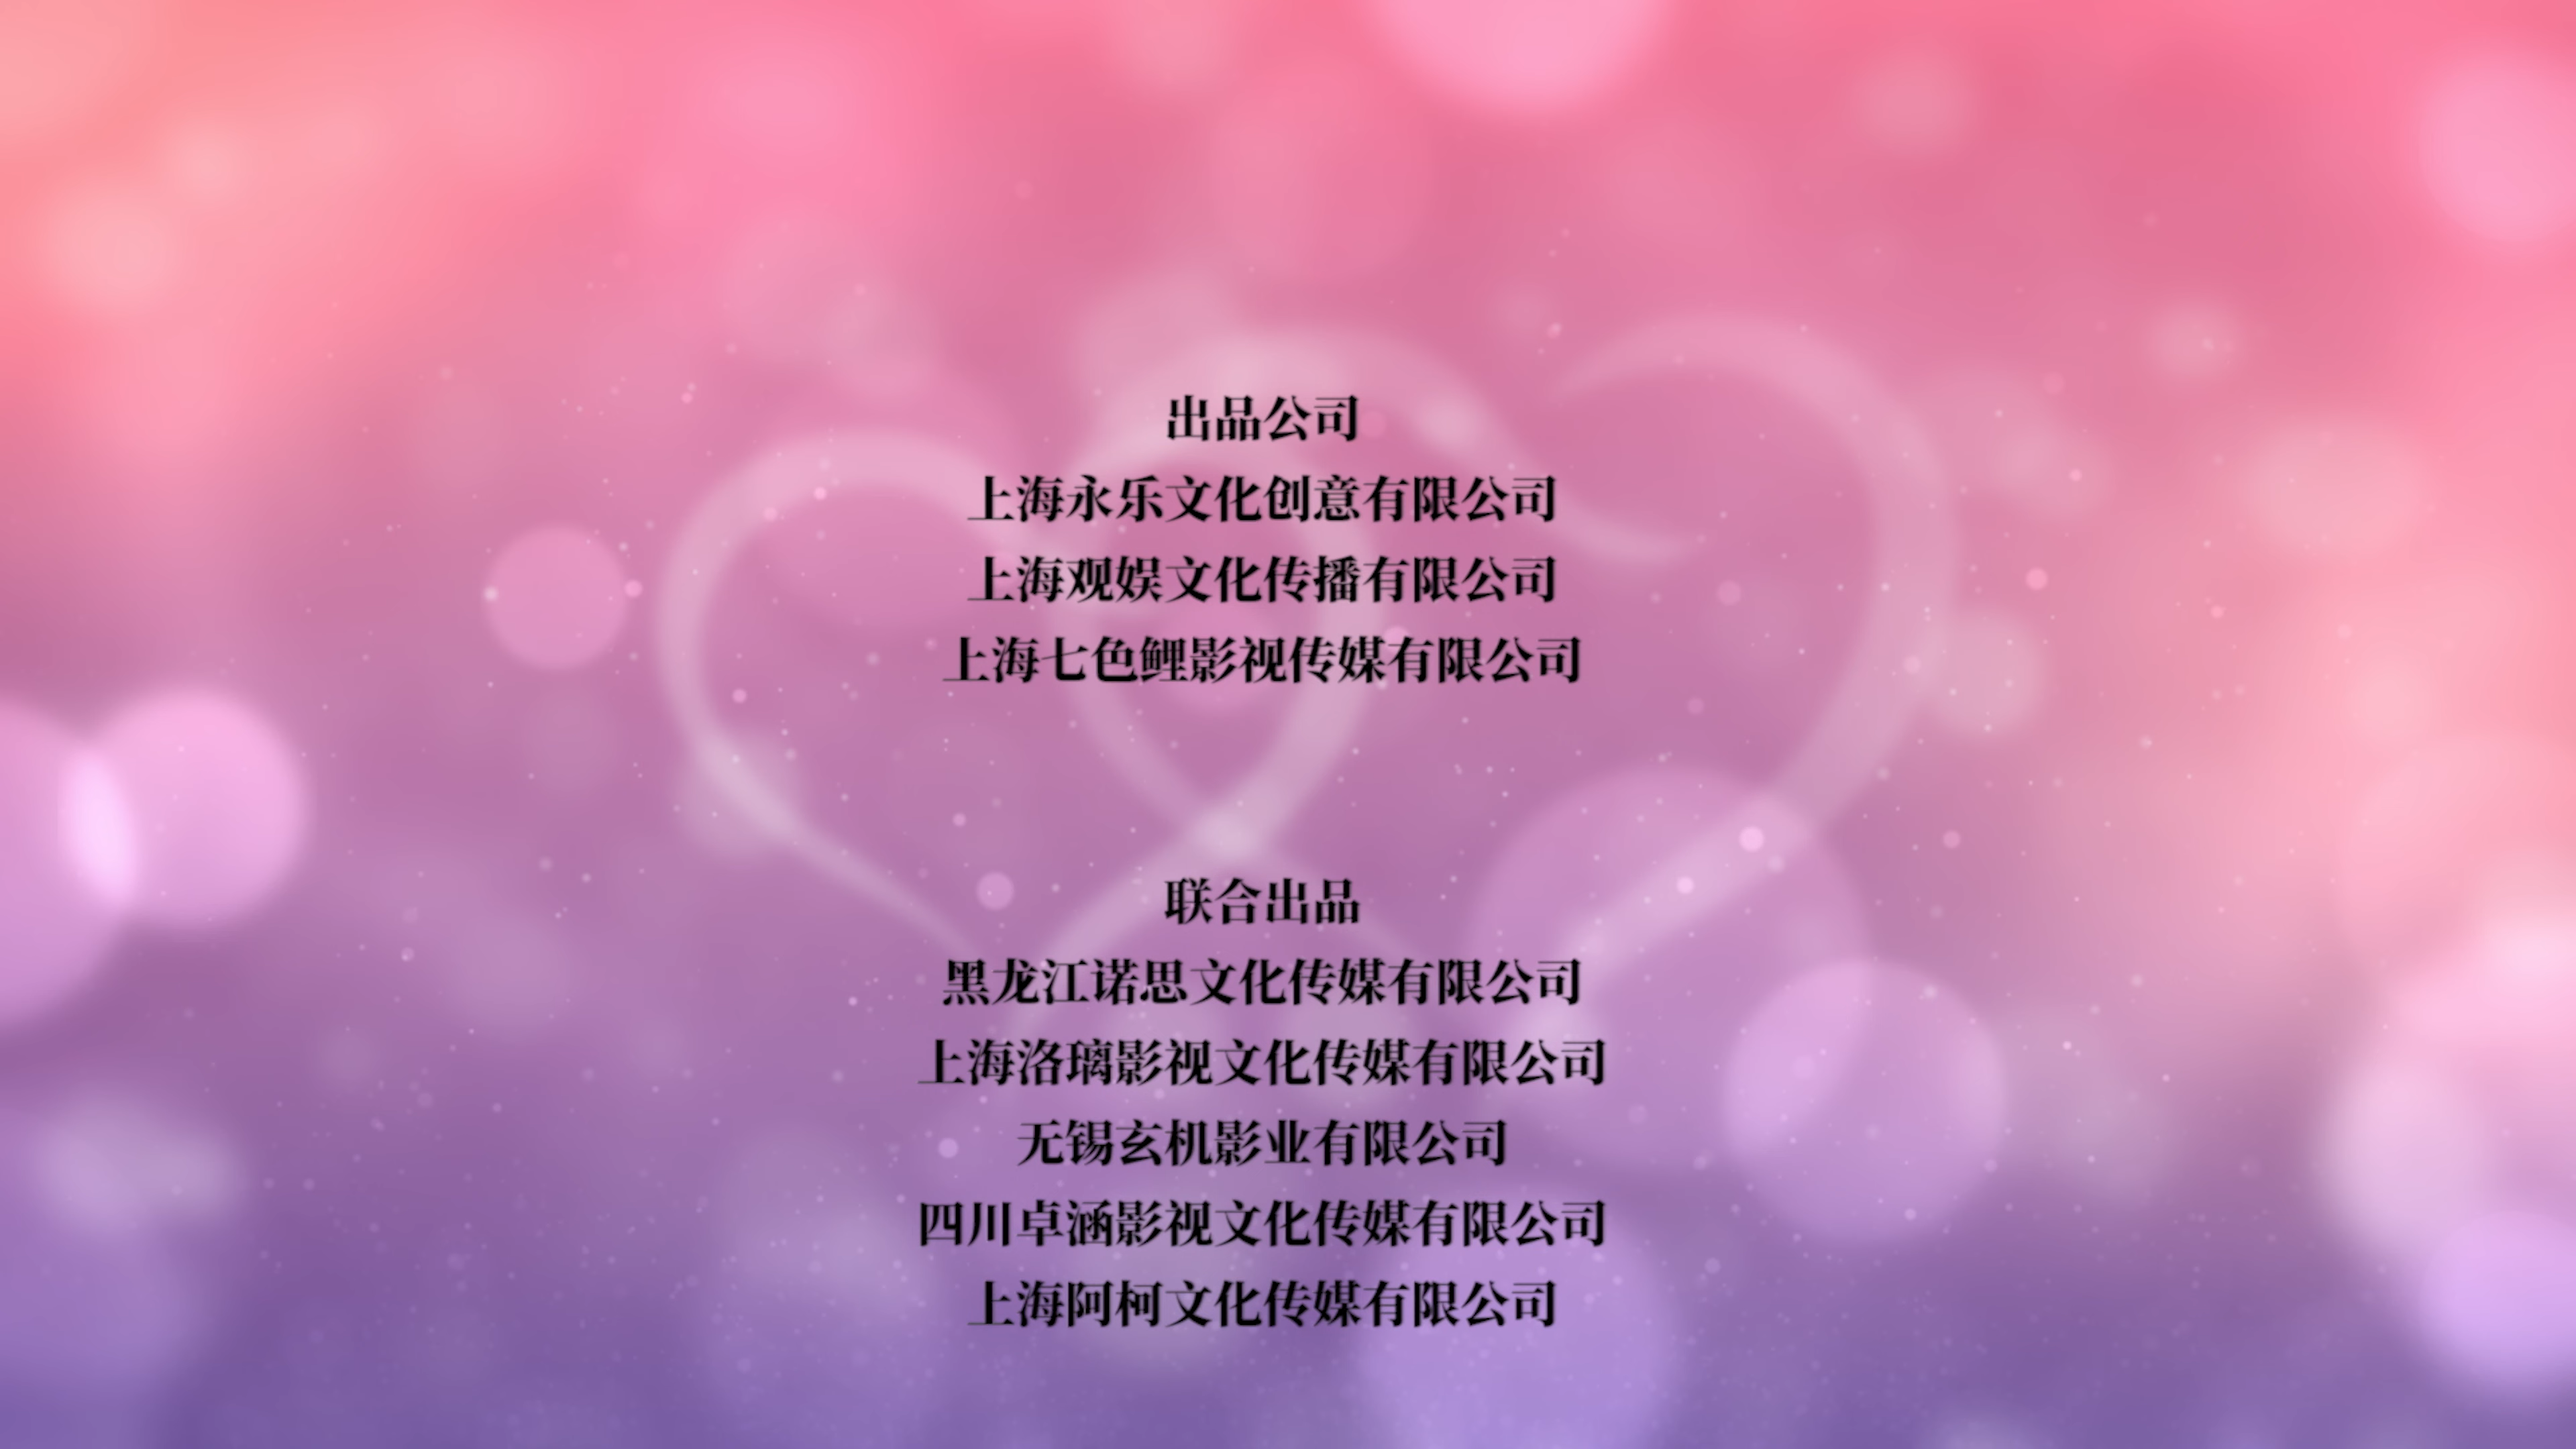 出品公司
上海永乐文化创意有限公司
上海观娱文化传播有限公司
上海七色鲤影视传媒有限公司
联合出品
黑龙江诺思文化传媒有限公司
上海洛璃影视文化传媒有限公司
无锡玄机影业有限公司
四川卓涵影视文化传媒有限公司
上海阿柯文化传媒有限公司